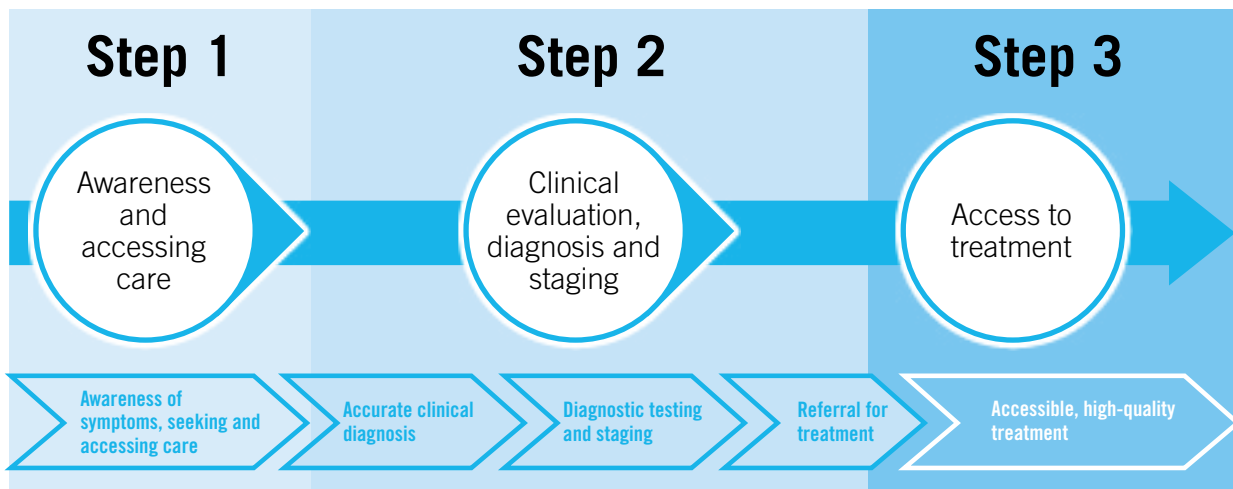 Step 1
Step 2
Step 3
Awareness
and
accessing
care
Clinical
evaluation,
diagnosis and
staging
Access to
treatment
Awareness of
symptoms, seeking and
accessing care
Accurate clinical
diagnosis
Diagnostic testing
and staging
Referral for
treatment
Accessible, high-quality
treatment